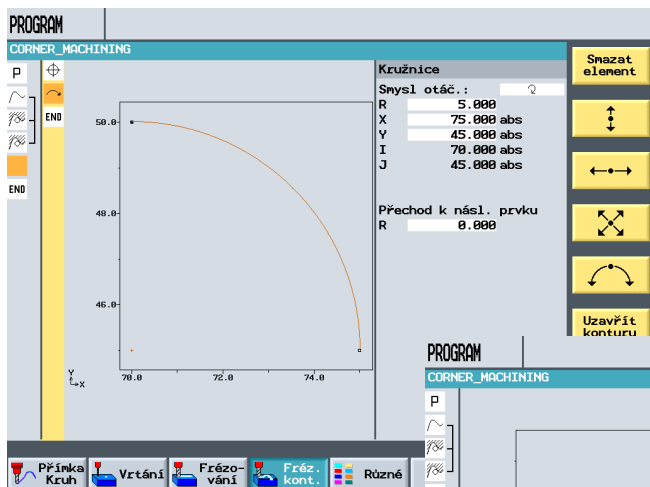 PROGRAM
CORNER_MACHINING
P
END
END
50.0
48.0
46.0
70.0
72.0
74.0
Y
X
Kružnice
Smysl otáč.:
R 5.000
X 75.000 abs
Y 45.000 abs
I 70.000 abs
J 45.000 abs
Přechod k násl. prvku
R 0.000
Smazat
element
Uzavřít
konturu
Přímka
Kruh
Vrtání
Frézo-
vání
Fréz.
kont.
Různé
PROGRAM
CORNER_MACHINING
P